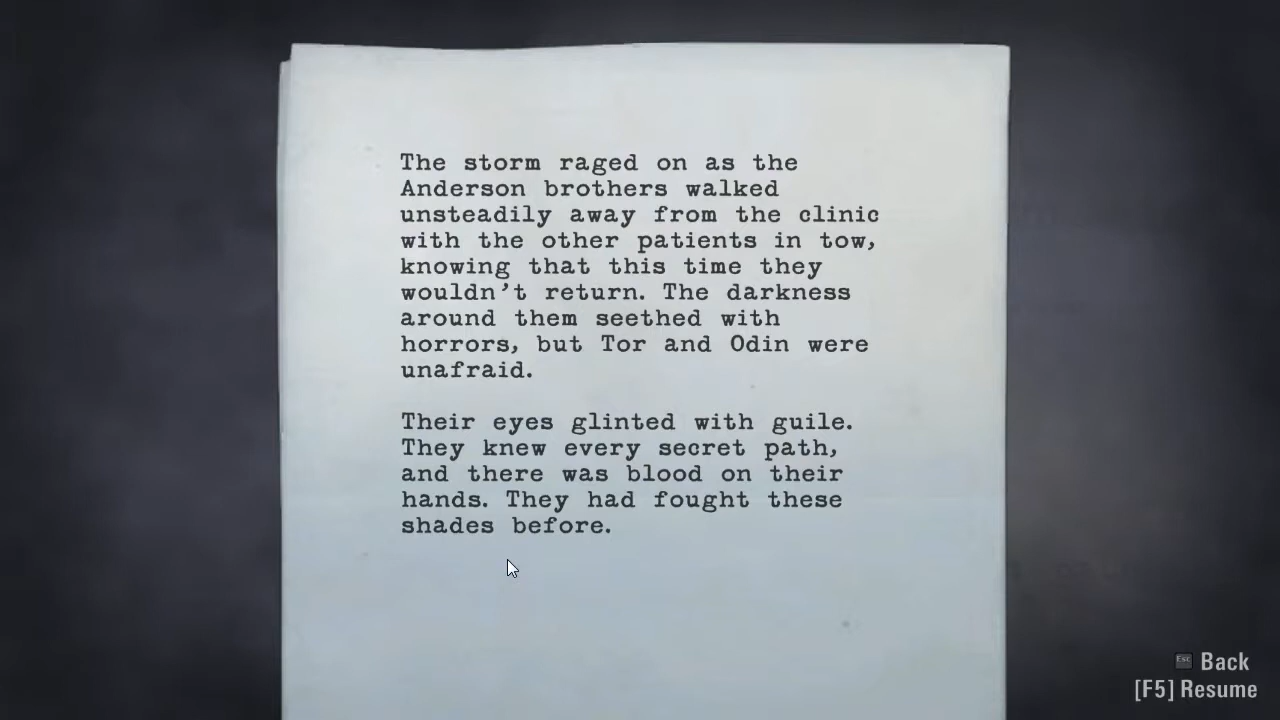 The storm raged on as the
Anderson brothers walked
unsteadily away from the clinic
with the other patients in tow,
knowing that this time they
wouldn't return. The darkness
around them seethed with
horrors, but Tor and Odin were
unafraid.
Their eyes glinted with guile.
They knew every secret path,
and there was blood on their
hands. They had fought these
shades before.
Esc Back
[F5] Resume